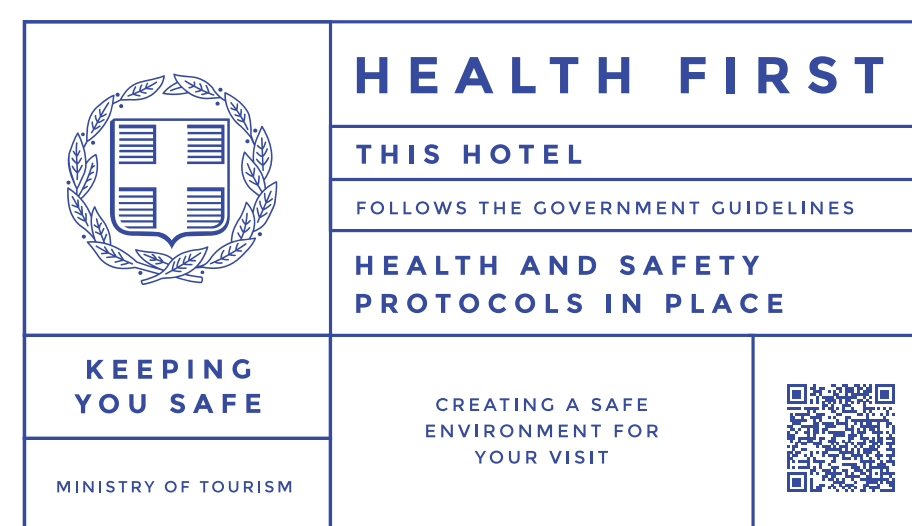 HEALTH FIRST
THIS HOTEL
FOLLOWS THE GOVERNMENT GUIDELINES
HEALTH AND SAFETY
PROTOCOLS IN PLACE
KEEPING
YOU SAFE
MINISTRY OF TOURISM
CREATING A SAFE
ENVIRONMENT FOR
YOUR VISIT